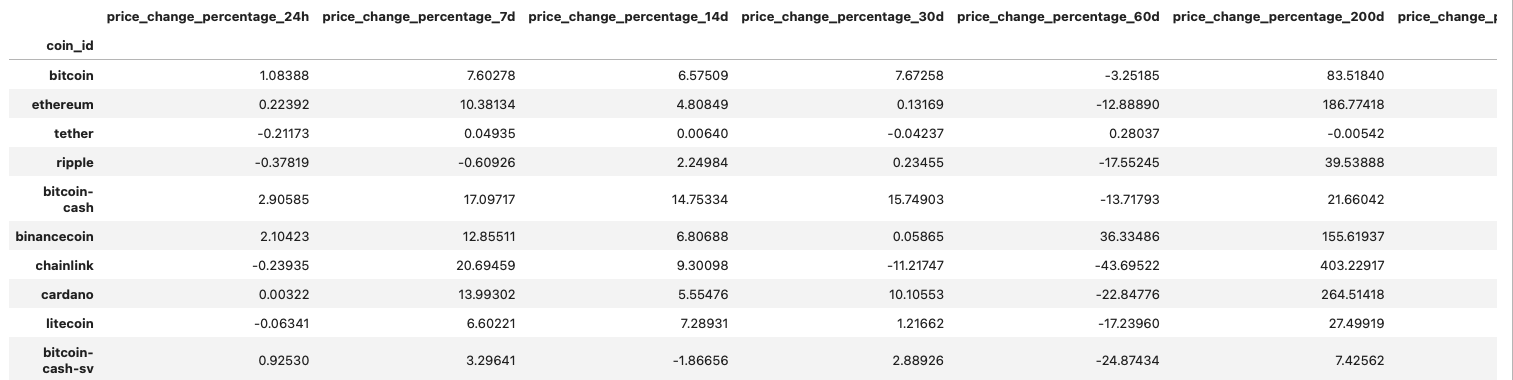 price_change_percentage_24h price_change_percentage_7d price_change_percentage_14d price_change_percentage_30d price_change_percentage_60d price_change_percentage_200d price_change_p
coin_id
bitcoin 1.08388 7.60278 6.57509 7.67258 -3.25185 83.51840
ethereum 0.22392 10.38134 4.80849 0.13169 -12.88890 186.77418
tether -0.21173 0.04935 0.00640 -0.04237 0.28037 -0.00542
ripple -0.37819 -0.60926 2.24984 0.23455 -17.55245 39.53888
bitcoin-
cash 2.90585 17.09717 14.75334 15.74903 -13.71793 21.66042
binancecoin 2.10423 12.85511 6.80688 0.05865 36.33486 155.61937
chainlink -0.23935 20.69459 9.30098 -11.21747 -43.69522 403.22917
cardano 0.00322 13.99302 5.55476 10.10553 -22.84776 264.51418
litecoin -0.06341 6.60221 7.28931 1.21662 -17.23960 27.49919
bitcoin-
cash-sv 0.92530 3.29641 -1.86656 2.88926 -24.87434 7.42562